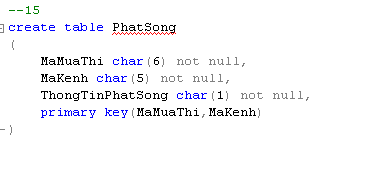 --15
create table PhatSong
(
MaMuaThi char(6) not null,
MaKenh char(5) not null,
ThongTinPhatSong char(1) not null,
primary key(MaMuaThi,MaKenh)
)